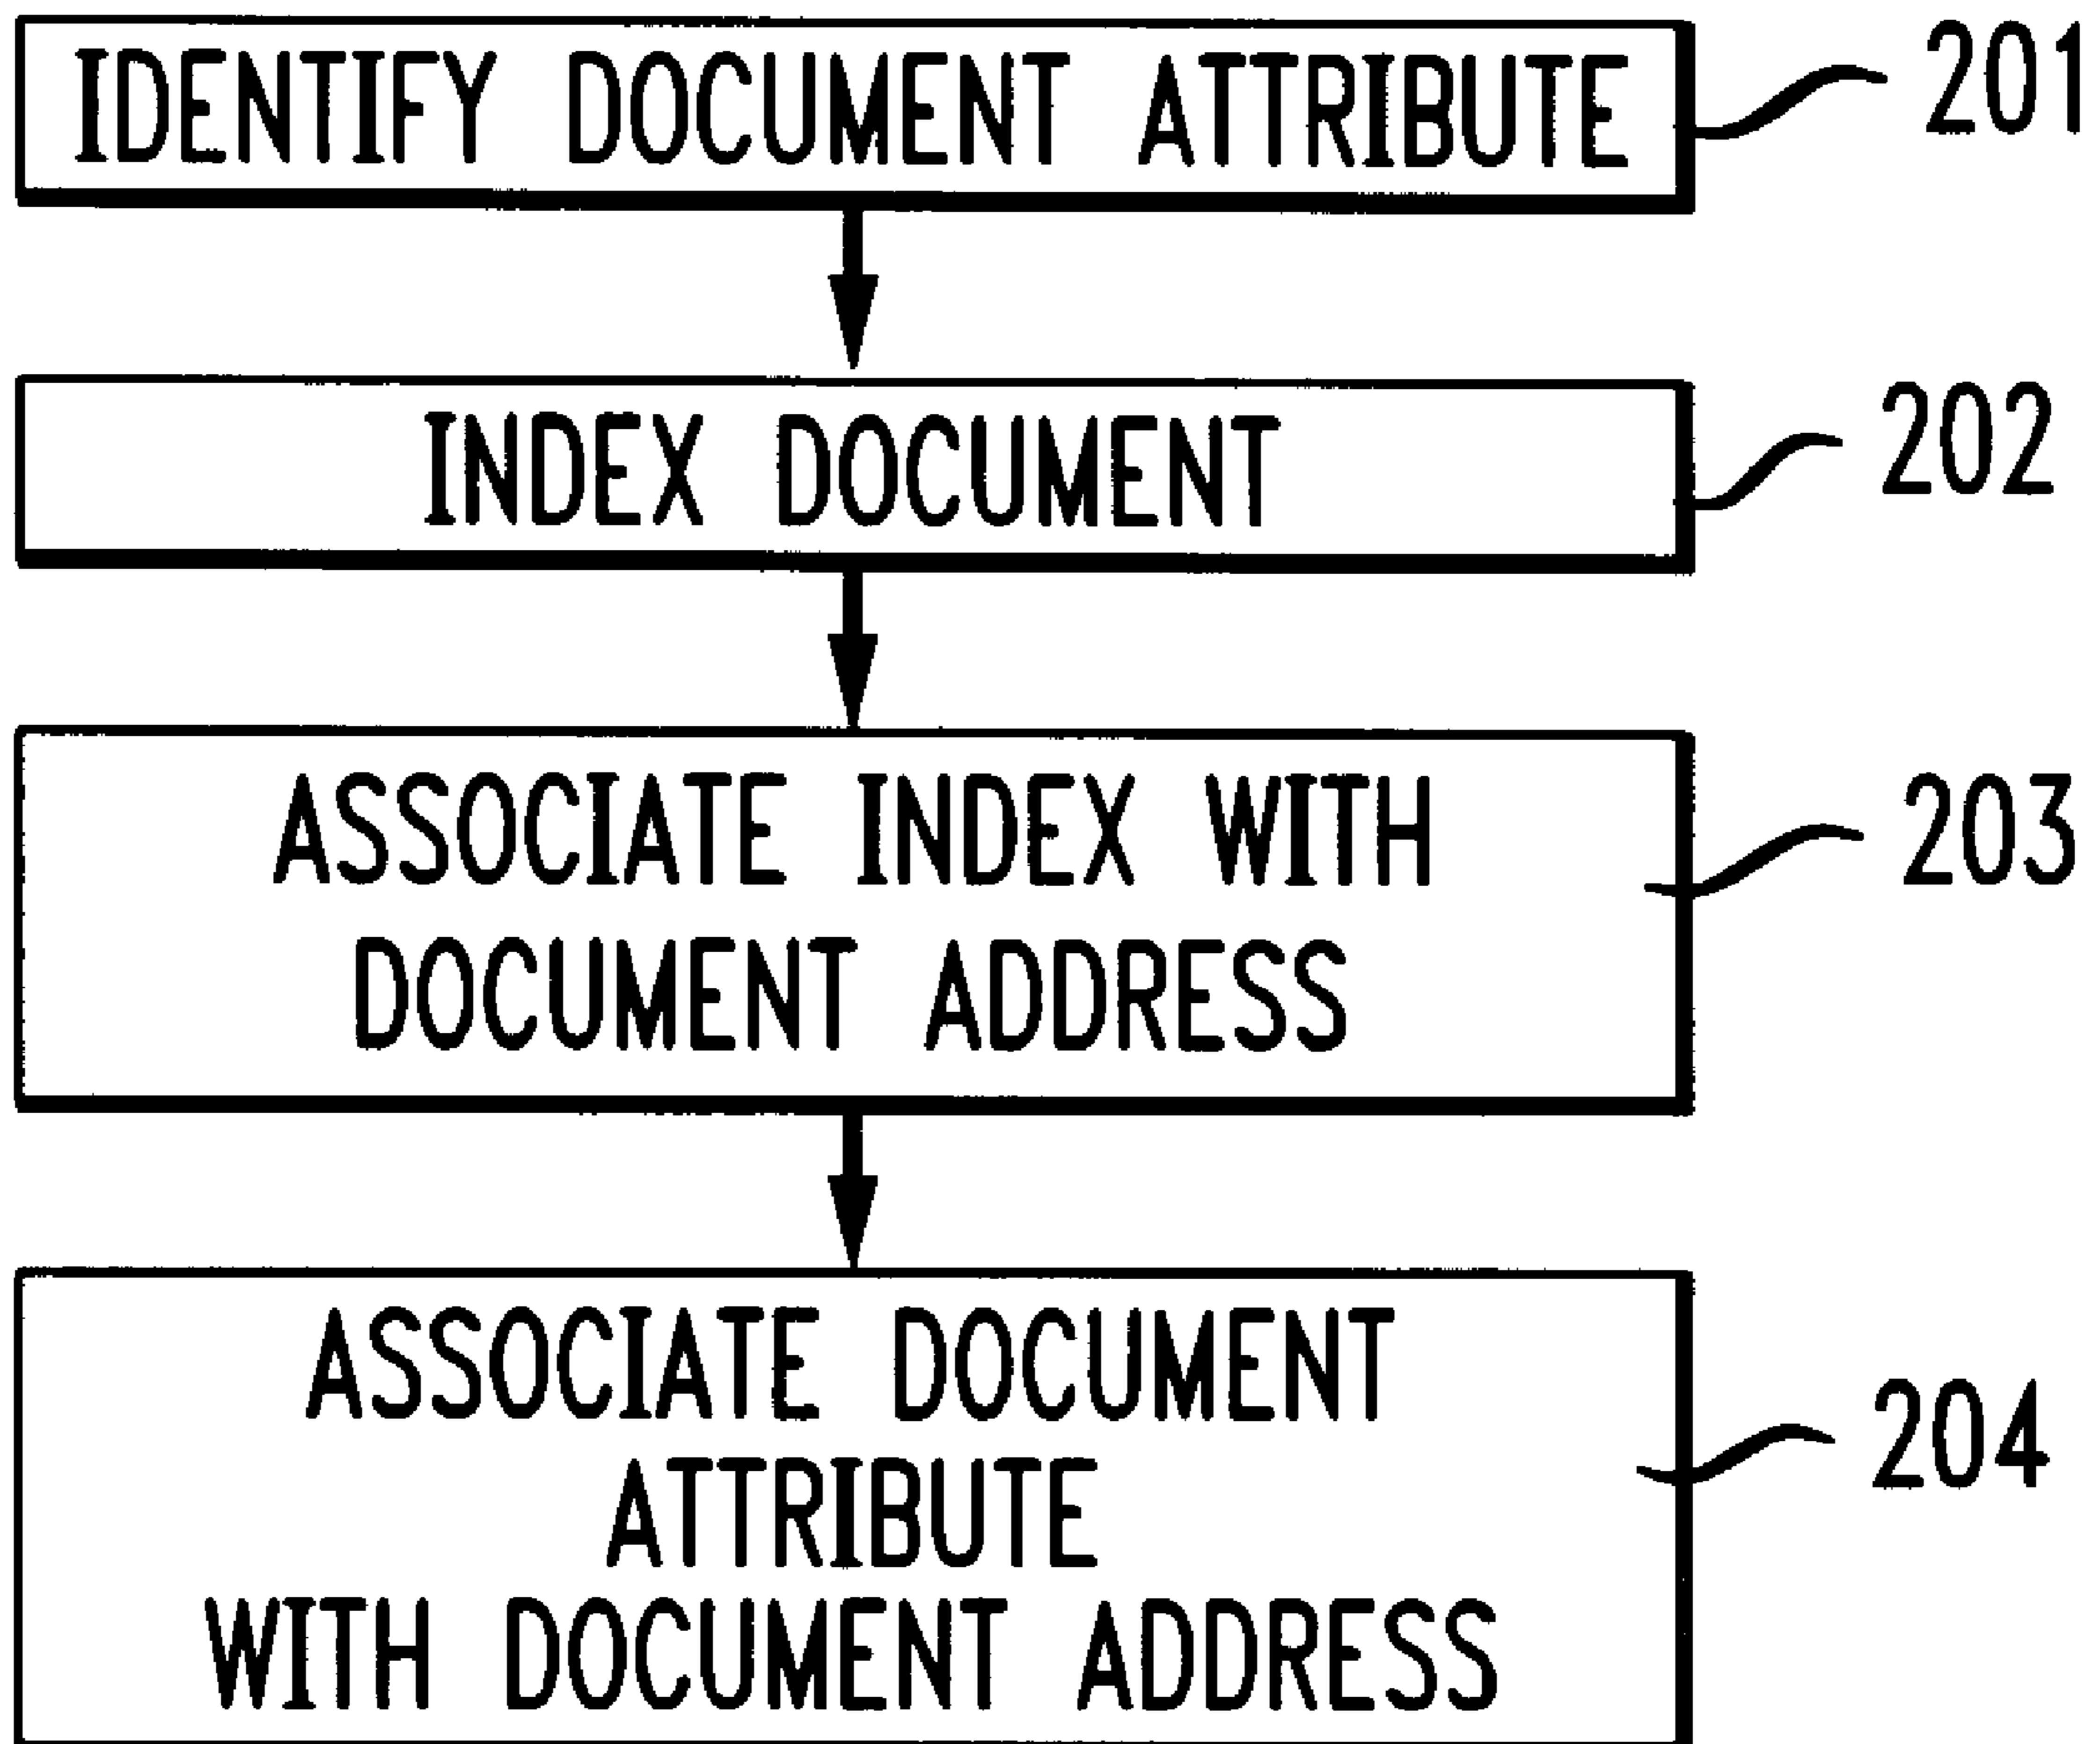 IDENTIFY DOCUMENT ATTRIBUTE 201
INDEX DOCUMENT 202
ASSOCIATE INDEX WITH 203
DOCUMENT ADDRESS
ASSOCIATE DOCUMENT
ATTRIBUTE 204
WITH DOCUMENT ADDRESS